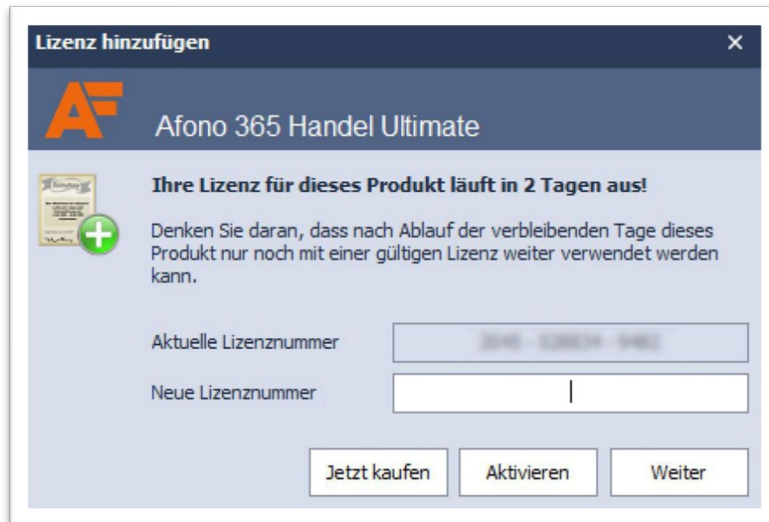 Lizenz hinzufügen
AF
Afono 365 Handel Ultimate
Ihre Lizenz für dieses Produkt läuft in 2 Tagen aus!
Denken Sie daran, dass nach Ablauf der verbleibenden Tage dieses
Produkt nur noch mit einer gültigen Lizenz weiter verwendet werden
kann.
Aktuelle Lizenznummer
Neue Lizenznummer
Jetzt kaufen Aktivieren Weiter